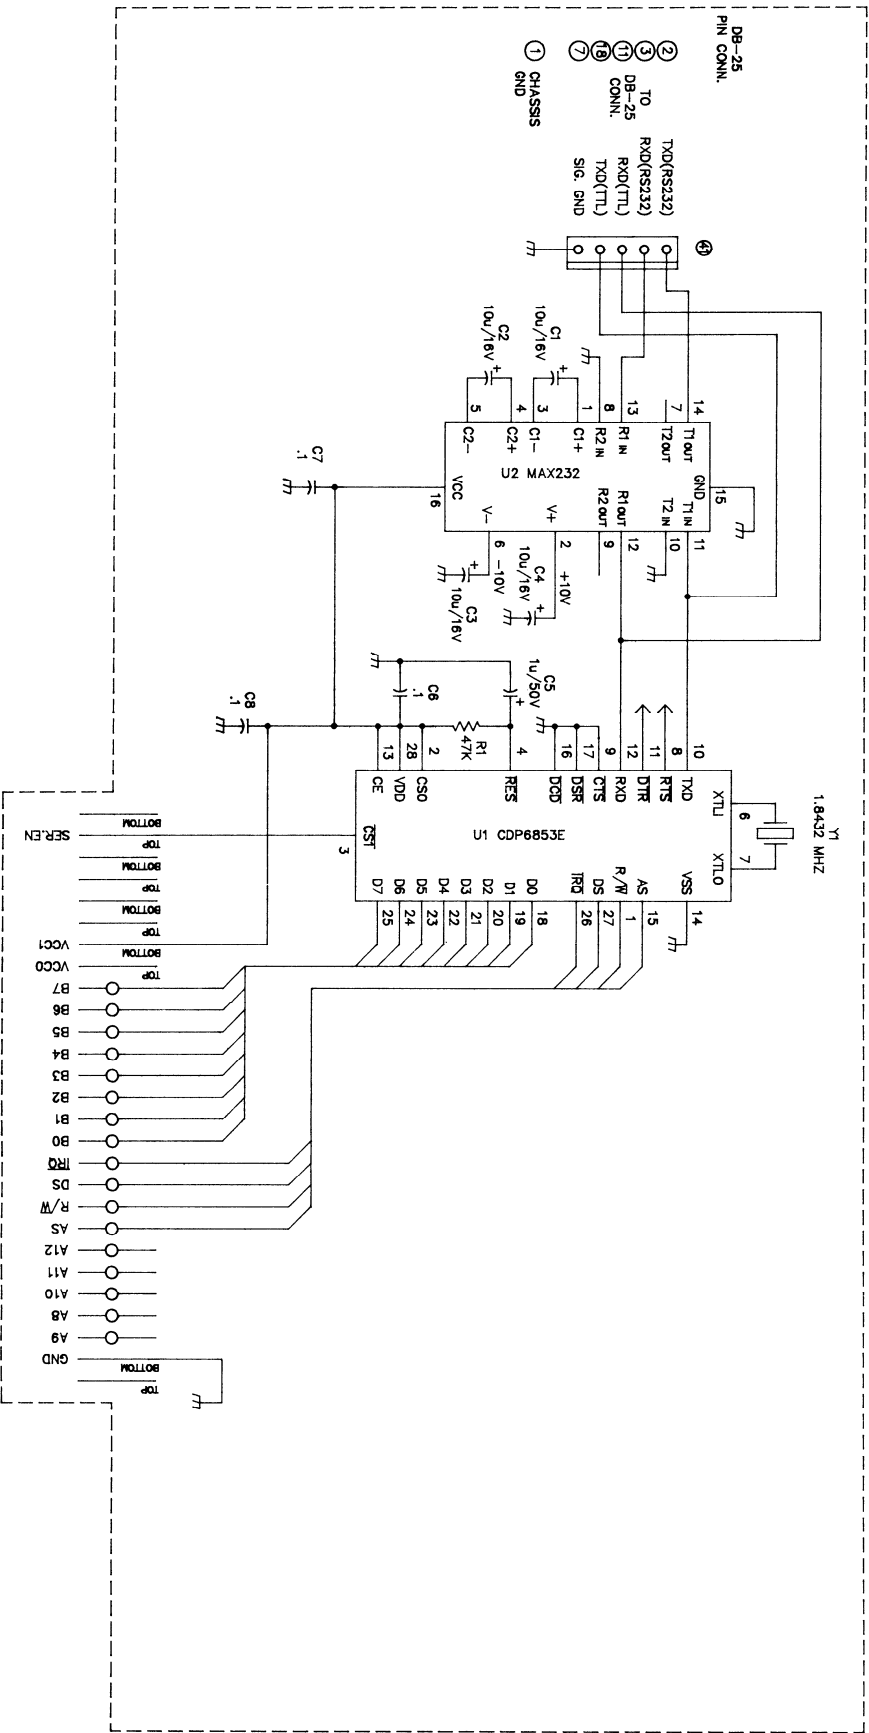 DB-25
PIN CONN.
2
3
11
18
7
TO
DB-25
CONN.
1
CHASSIS
GND
TXD(RS232)
RXD(RS232)
RXD(TTL)
TXD(TTL)
SIG. GND
C1
10u/16V
+
C2
10u/16V
+
14
7
13
8
1
3
4
5
T1OUT
T2OUT
R1IN
R2IN
C1+
C1-
C2+
C2-
U2 MAX232
GND
15
VCC
16
T1IN
T2IN
R1OUT
R2OUT
V+
V-
11
10
12
9
2
6
+10V
-10V
C4
10u/16V
+
C3
10u/16V
+
C7
.1
C8
.1
C5
1u/50V
+
C6
.1
R1
47K
Y1
1.8432 MHZ
6
7
XTLI
XTLO
10
8
11
12
9
17
16
4
2
28
13
TXD
RTS
DTR
RXD
CTS
DSR
DCD
RES
CS0
VDD
CE
U1 CDP6853E
CS1
3
VSS
AS
R/W
DS
IRQ
D0
D1
D2
D3
D4
D5
D6
D7
14
15
1
27
26
18
19
20
21
22
23
24
25
BOTTOM
SER.EN
TOP
BOTTOM
TOP
BOTTOM
TOP
VCC1
BOTTOM
VCC0
TOP
B7
B6
B5
B4
B3
B2
B1
B0
IRQ
DS
R/W
AS
A12
A11
A10
A8
A9
GND
BOTTOM
TOP